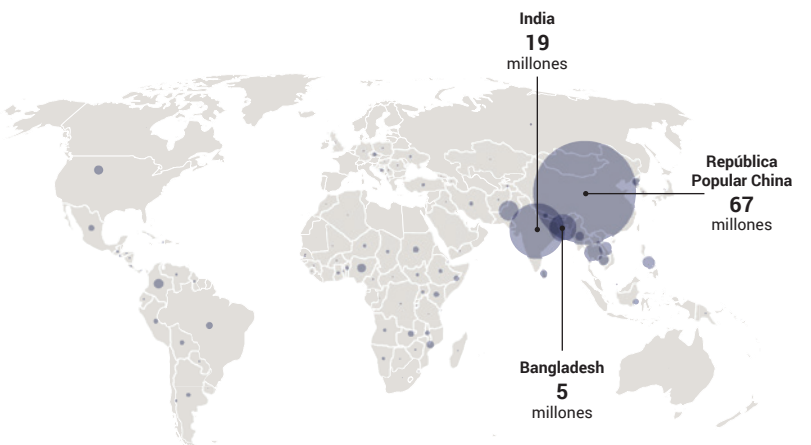 India
19
millones
República
Popular China
67
millones
Bangladesh
5
millones